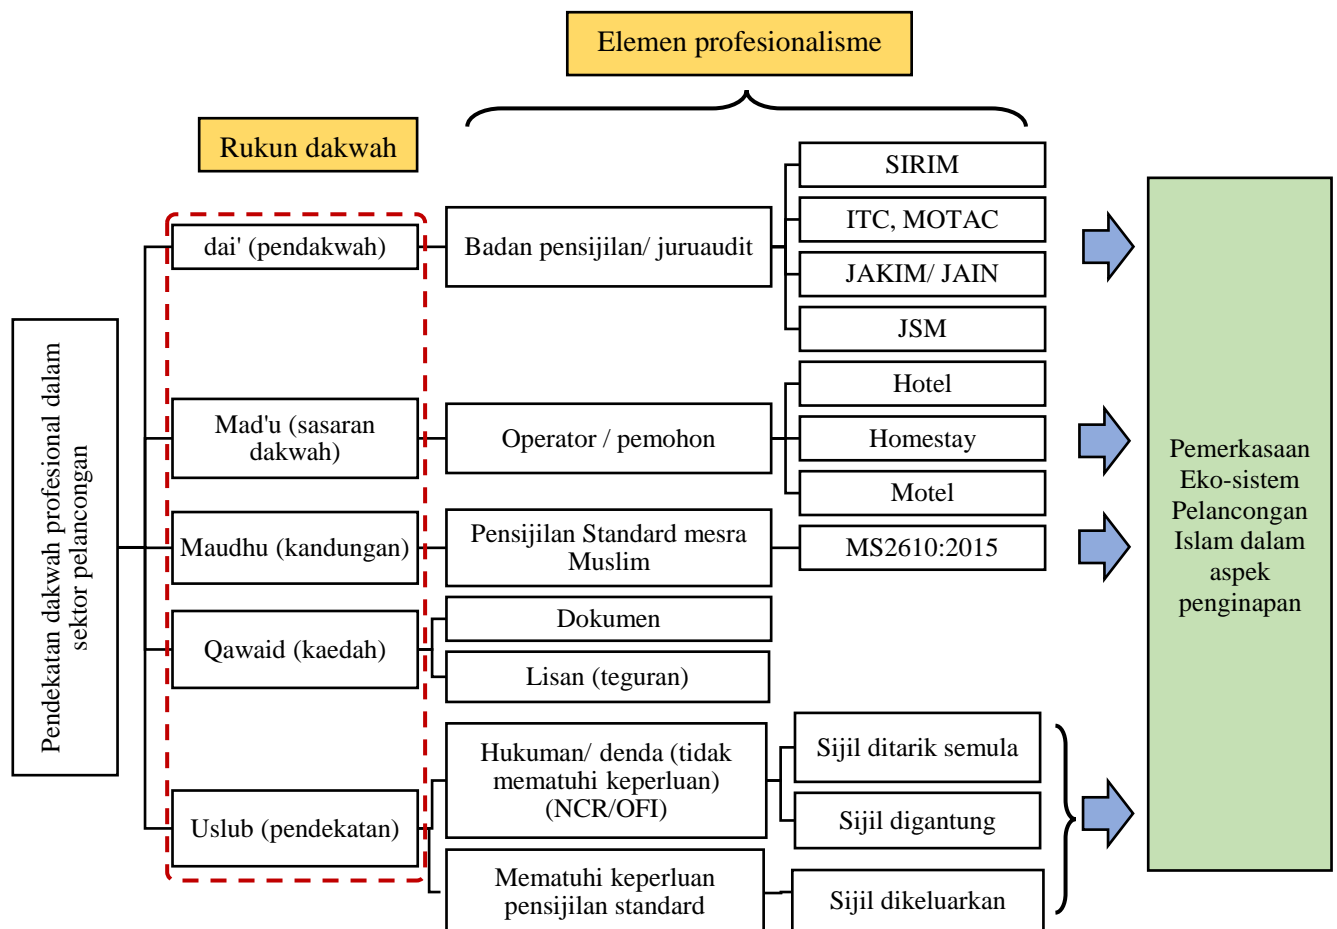 Elemen profesionalisme
Rukun dakwah
Pendekatan dakwah profesional dalam
sektor pelancongan
dai' (pendakwah)
Badan pensijilan/ juruaudit
SIRIM
ITC, MOTAC
JAKIM/ JAIN
JSM
Mad'u (sasaran
dakwah)
Operator / pemohon
Hotel
Homestay
Motel
Maudhu (kandungan)
Pensijilan Standard mesra
Muslim
MS2610:2015
Qawaid (kaedah)
Dokumen
Lisan (teguran)
Uslub (pendekatan)
Hukuman/ denda (tidak
mematuhi keperluan)
(NCR/OFI)
Sijil ditarik semula
Sijil digantung
Mematuhi keperluan
pensijilan standard
Sijil dikeluarkan
Pemerkasaan
Eko-sistem
Pelancongan
Islam dalam
aspek
penginapan